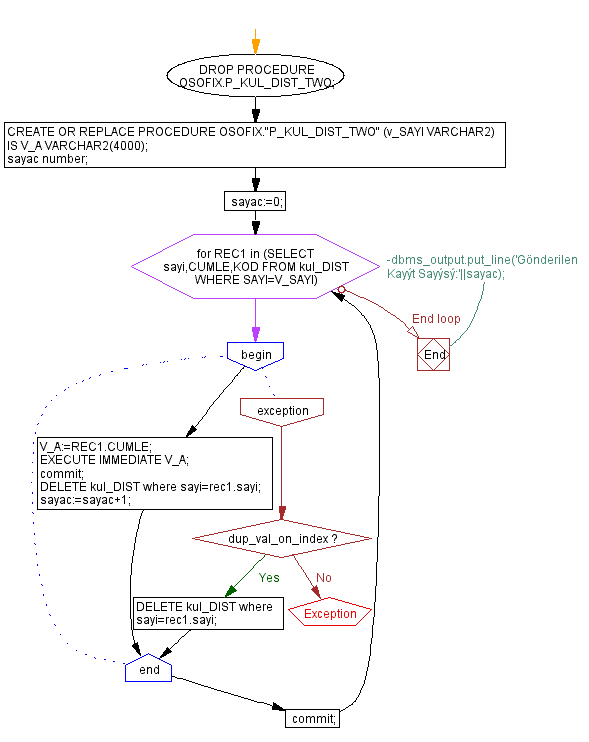 DROP PROCEDURE
OSOFIX.P_KUL_DIST_TWO;
CREATE OR REPLACE PROCEDURE OSOFIX."P_KUL_DIST_TWO" (v_SAYI VARCHAR2)
IS V_A VARCHAR2(4000);
sayac number;
sayac:=0;
for REC1 in (SELECT
sayi,CUMLE,KOD FROM kul_DIST
WHERE SAYI=V_SAYI)
-dbms_output.put_line('Gönderilen
Kayýt Sayýsý:'||sayac);
End loop
End
begin
exception
V_A:=REC1.CUMLE;
EXECUTE IMMEDIATE V_A;
commit;
DELETE kul_DIST where sayi=rec1.sayi;
sayac:=sayac+1;
dup_val_on_index ?
Yes
No
DELETE kul_DIST where
sayi=rec1.sayi;
Exception
end
commit;